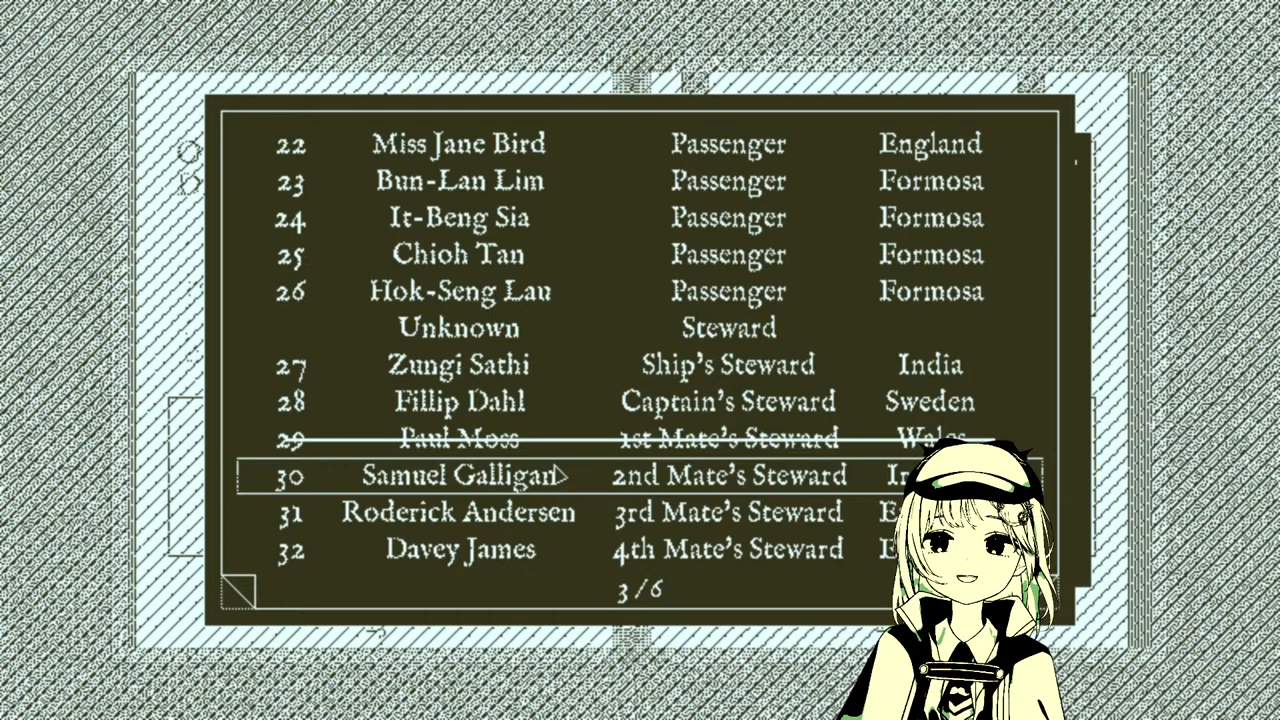 22 Miss Jane Bird Passenger England
23 Bun-Lan Lim Passenger Formosa
24 It-Beng Sia Passenger Formosa
25 Chioh Tan Passenger Formosa
26 Hok-Seng Lau Passenger Formosa
Unknown Steward
27 Zungi Sathi Ship's Steward India
28 Fillip Dahl Captain's Steward Sweden
29 Paul Moss 1st Mate's Steward Wales
30 Samuel Galligan 2nd Mate's Steward
31 Roderick Andersen 3rd Mate's Steward
32 Davey James 4th Mate's Steward
3/6